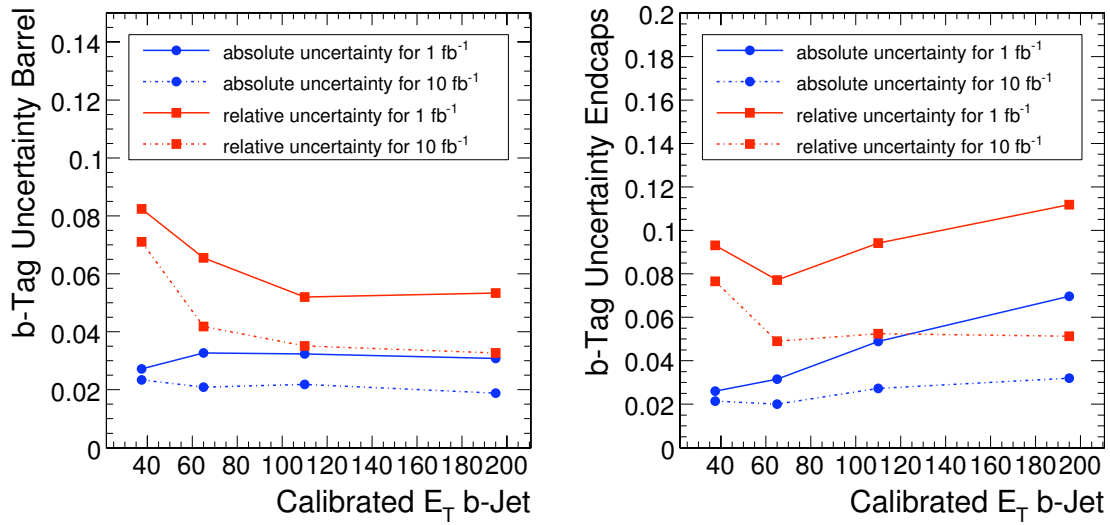 b-Tag Uncertainty Barrel
0.14
0.12
0.1
0.08
0.06
0.04
0.02
0
absolute uncertainty for 1 fb⁻¹
absolute uncertainty for 10 fb⁻¹
relative uncertainty for 1 fb⁻¹
relative uncertainty for 10 fb⁻¹
40 60 80 100 120 140 160 180 200
Calibrated E_T b-Jet
b-Tag Uncertainty Endcaps
0.2
0.18
0.16
0.14
0.12
0.1
0.08
0.06
0.04
0.02
0
absolute uncertainty for 1 fb⁻¹
absolute uncertainty for 10 fb⁻¹
relative uncertainty for 1 fb⁻¹
relative uncertainty for 10 fb⁻¹
40 60 80 100 120 140 160 180 200
Calibrated E_T b-Jet